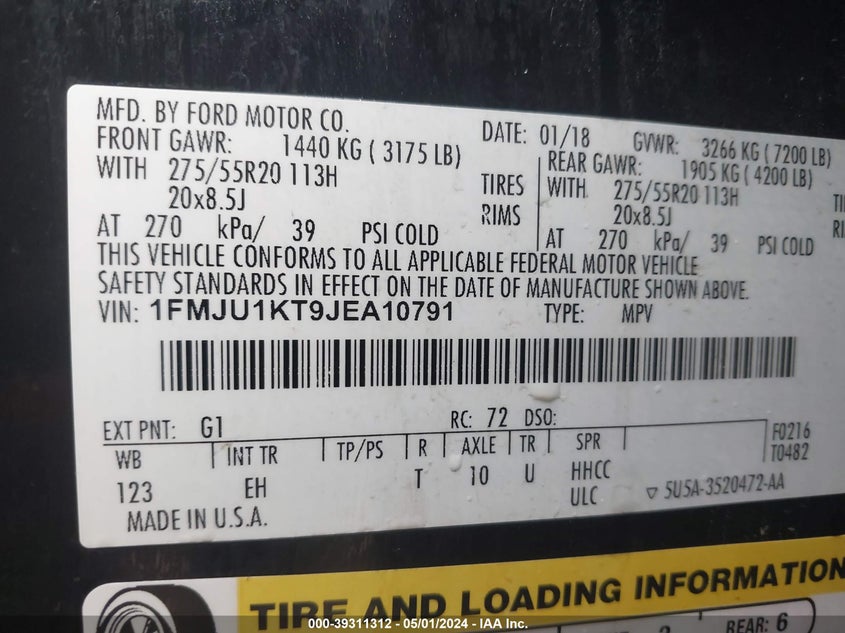 MFD. BY FORD MOTOR CO. DATE: 01/18 GVWR: 3266 KG ( 7200 LB)
FRONT GAWR: 1440 KG ( 3175 LB) REAR GAWR: 1905 KG ( 4200 LB)
WITH 275/55R20 113H TIRES WITH 275/55R20 113H
20x8.5J RIMS 20x8.5J
AT 270 kPa/ 39 PSI COLD AT 270 kPa/ 39 PSI COLD
THIS VEHICLE CONFORMS TO ALL APPLICABLE FEDERAL MOTOR VEHICLE
SAFETY STANDARDS IN EFFECT ON THE DATE OF MANUFACTURE SHOWN ABOVE.
VIN: 1FMJU1KT9JEA10791 TYPE: MPV
EXT PNT: G1 RC: 72 DSO: F0216
WB INT TR TP/PS R AXLE TR SPR T0482
123 EH T 10 U HHCC
ULC 5U5A-3520472-AA
MADE IN U.S.A.
TIRE AND LOADING INFORMATION
REAR: 6
000-39311312 - 05/01/2024 - IAA Inc.